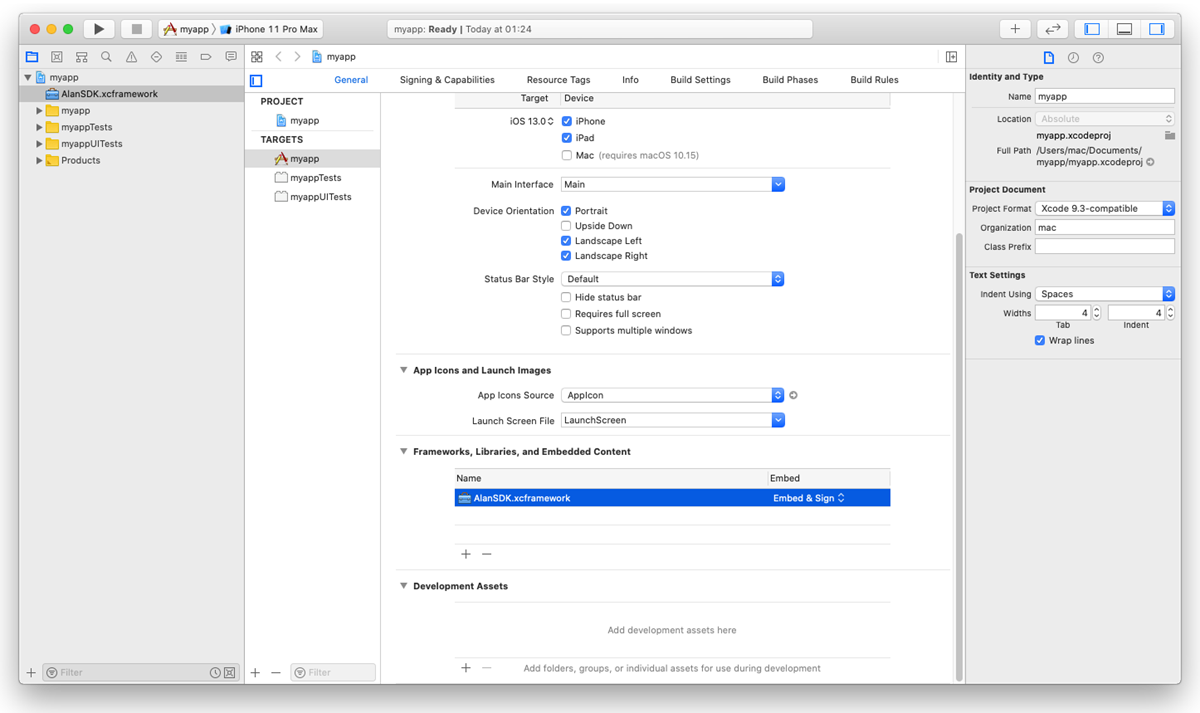 myapp
iPhone 11 Pro Max
myapp: Ready | Today at 01:24
myapp
AlanSDK.xcframework
myapp
myappTests
myappUITests
Products
Filter
myapp
General
Signing & Capabilities
Resource Tags
Info
Build Settings
Build Phases
Build Rules
PROJECT
myapp
TARGETS
myapp
myappTests
myappUITests
Filter
Target
Device
iOS 13.0
iPhone
iPad
Mac (requires macOS 10.15)
Main Interface
Main
Device Orientation
Portrait
Upside Down
Landscape Left
Landscape Right
Status Bar Style
Default
Hide status bar
Requires full screen
Supports multiple windows
App Icons and Launch Images
App Icons Source
AppIcon
Launch Screen File
LaunchScreen
Frameworks, Libraries, and Embedded Content
Name
Embed
AlanSDK.xcframework
Embed & Sign
Development Assets
Add development assets here
Add folders, groups, or individual assets for use during development
Identity and Type
Name
myapp
Location
Absolute
myapp.xcodeproj
Full Path
/Users/mac/Documents/
myapp/myapp.xcodeproj
Project Document
Project Format
Xcode 9.3-compatible
Organization
mac
Class Prefix
Text Settings
Indent Using
Spaces
Widths
4
4
Tab
Indent
Wrap lines